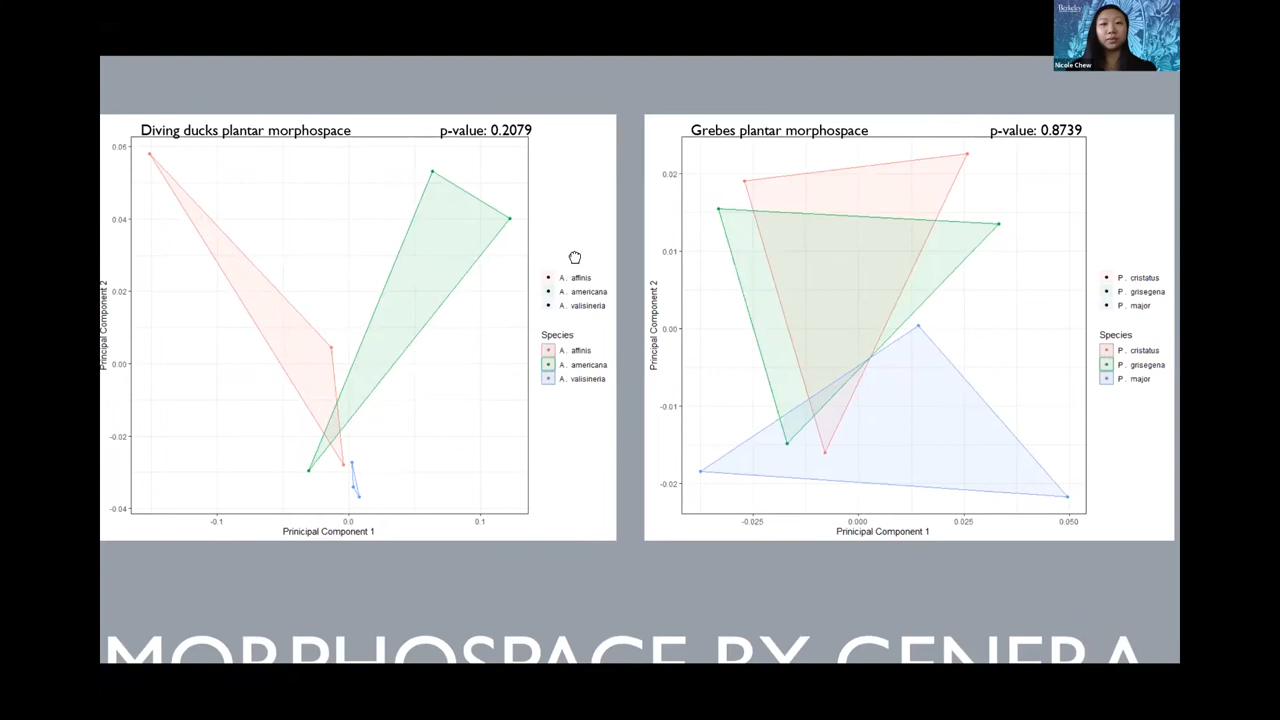 Berkeley
Nicole Chew
Diving ducks plantar morphospace
p-value: 0.2079
0.06
0.04
0.02
0.00
-0.02
-0.04
Principal Component 2
-0.1
0.0
0.1
Prinicipal Component 1
A. affinis
A. americana
A. valisineria
Species
A. affinis
A. americana
A. valisineria
Grebes plantar morphospace
p-value: 0.8739
0.02
0.01
0.00
-0.01
-0.02
Principal Component 2
-0.025
0.000
0.025
0.050
Prinicipal Component 1
P. cristatus
P. grisegena
P. major
Species
P. cristatus
P. grisegena
P. major
MORPHOSPACE BY GENERA